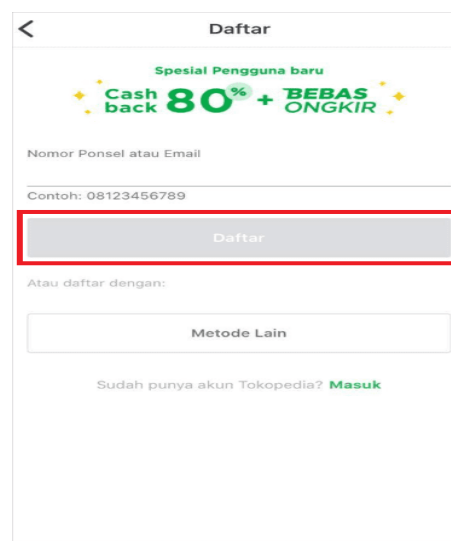 Daftar
Spesial Pengguna baru
Cash back 80% + BEBAS ONGKIR
Nomor Ponsel atau Email
Contoh: 08123456789
Daftar
Atau daftar dengan:
Metode Lain
Sudah punya akun Tokopedia? Masuk